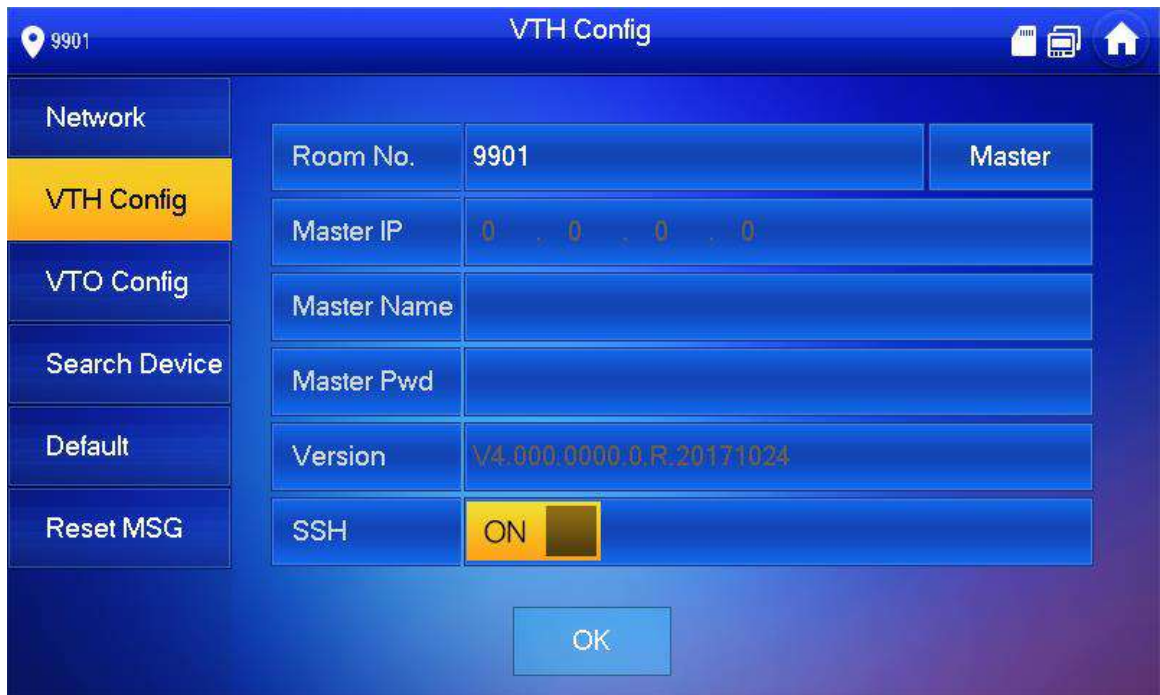 9901
VTH Config
Network
VTH Config
VTO Config
Search Device
Default
Reset MSG
Room No. 9901 Master
Master IP 0 . 0 . 0 . 0
Master Name
Master Pwd
Version V4.000.0000.0.R.20171024
SSH ON
OK